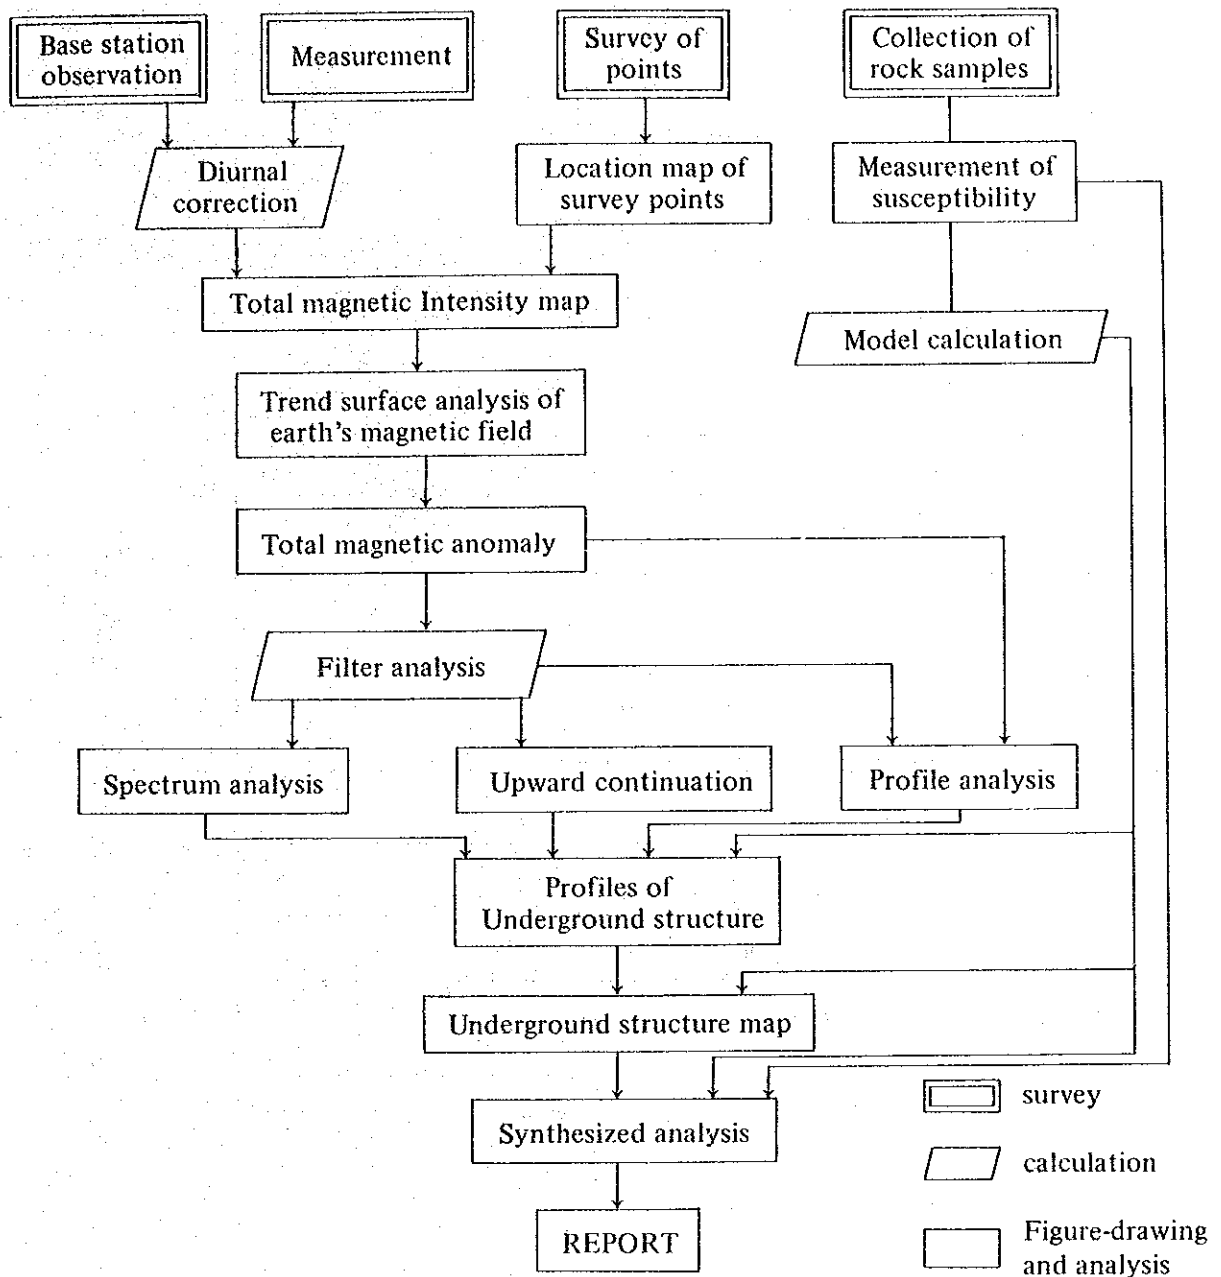 Base station
observation
Measurement
Survey of
points
Collection of
rock samples
Diurnal
correction
Location map of
survey points
Measurement of
susceptibility
Total magnetic Intensity map
Model calculation
Trend surface analysis of
earth's magnetic field
Total magnetic anomaly
Filter analysis
Spectrum analysis
Upward continuation
Profile analysis
Profiles of
Underground structure
Underground structure map
Synthesized analysis
REPORT
survey
calculation
Figure-drawing
and analysis